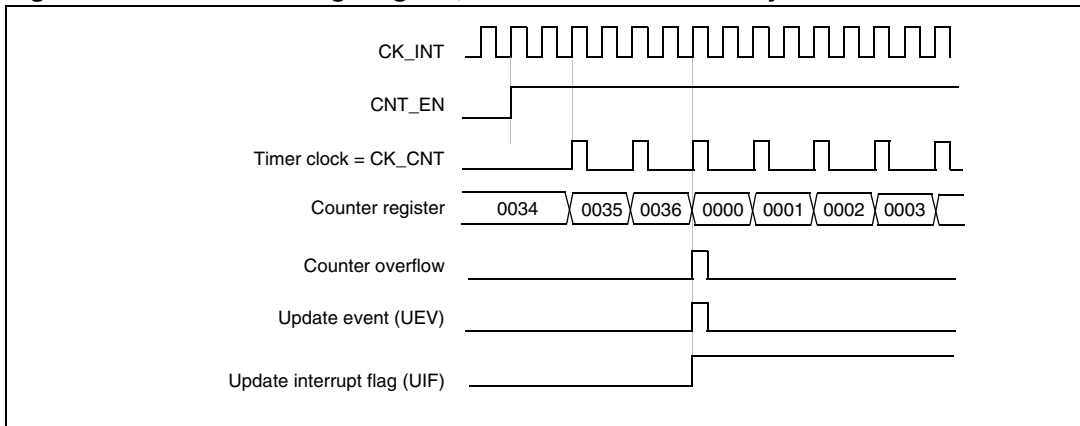 CK_INT
CNT_EN
Timer clock = CK_CNT
Counter register 0034 0035 0036 0000 0001 0002 0003
Counter overflow
Update event (UEV)
Update interrupt flag (UIF)